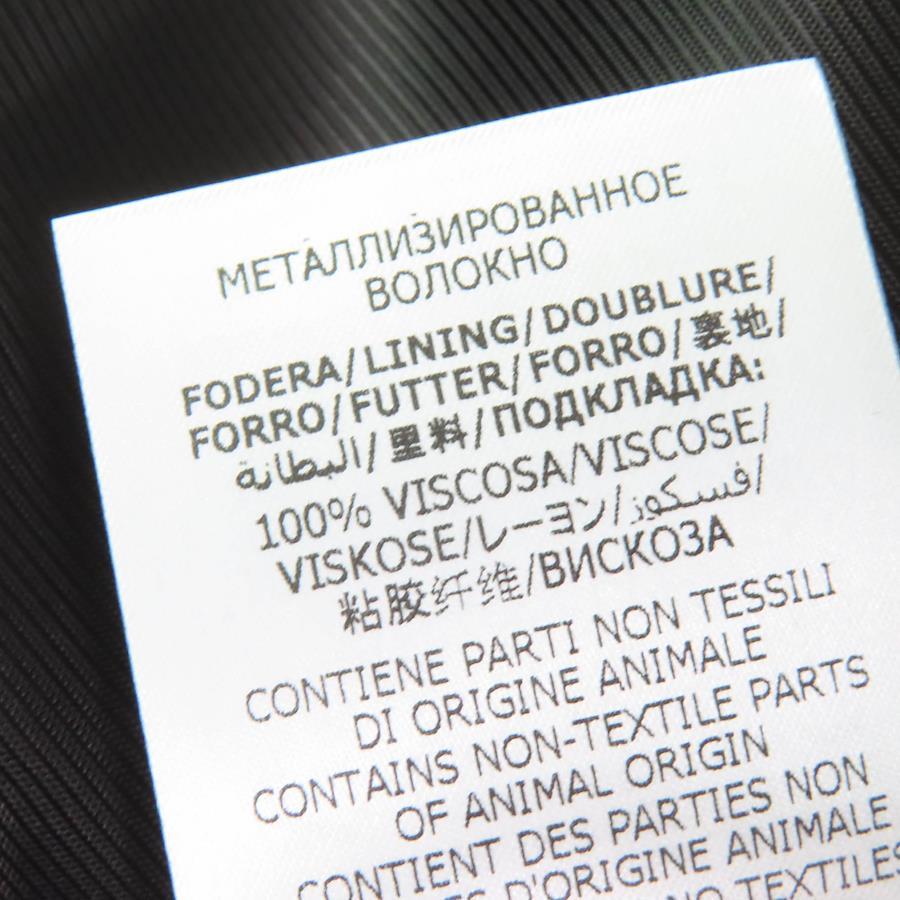 МЕТАЛЛИЗИРОВАННОЕ
ВОЛОКНО
FODERA/LINING/DOUBLURE/
FORRO/FUTTER/FORRO/裏地/
البطانة/里料/ПОДКЛАДКА:
100% VISCOSA/VISCOSE/
VISKOSE/レーヨン/فسكوز/
粘胶纤维/ВИСКОЗА
CONTIENE PARTI NON TESSILI
DI ORIGINE ANIMALE
CONTAINS NON-TEXTILE PARTS
OF ANIMAL ORIGIN
CONTIENT DES PARTIES NON
D'ORIGINE ANIMALE
NO TEXTILES